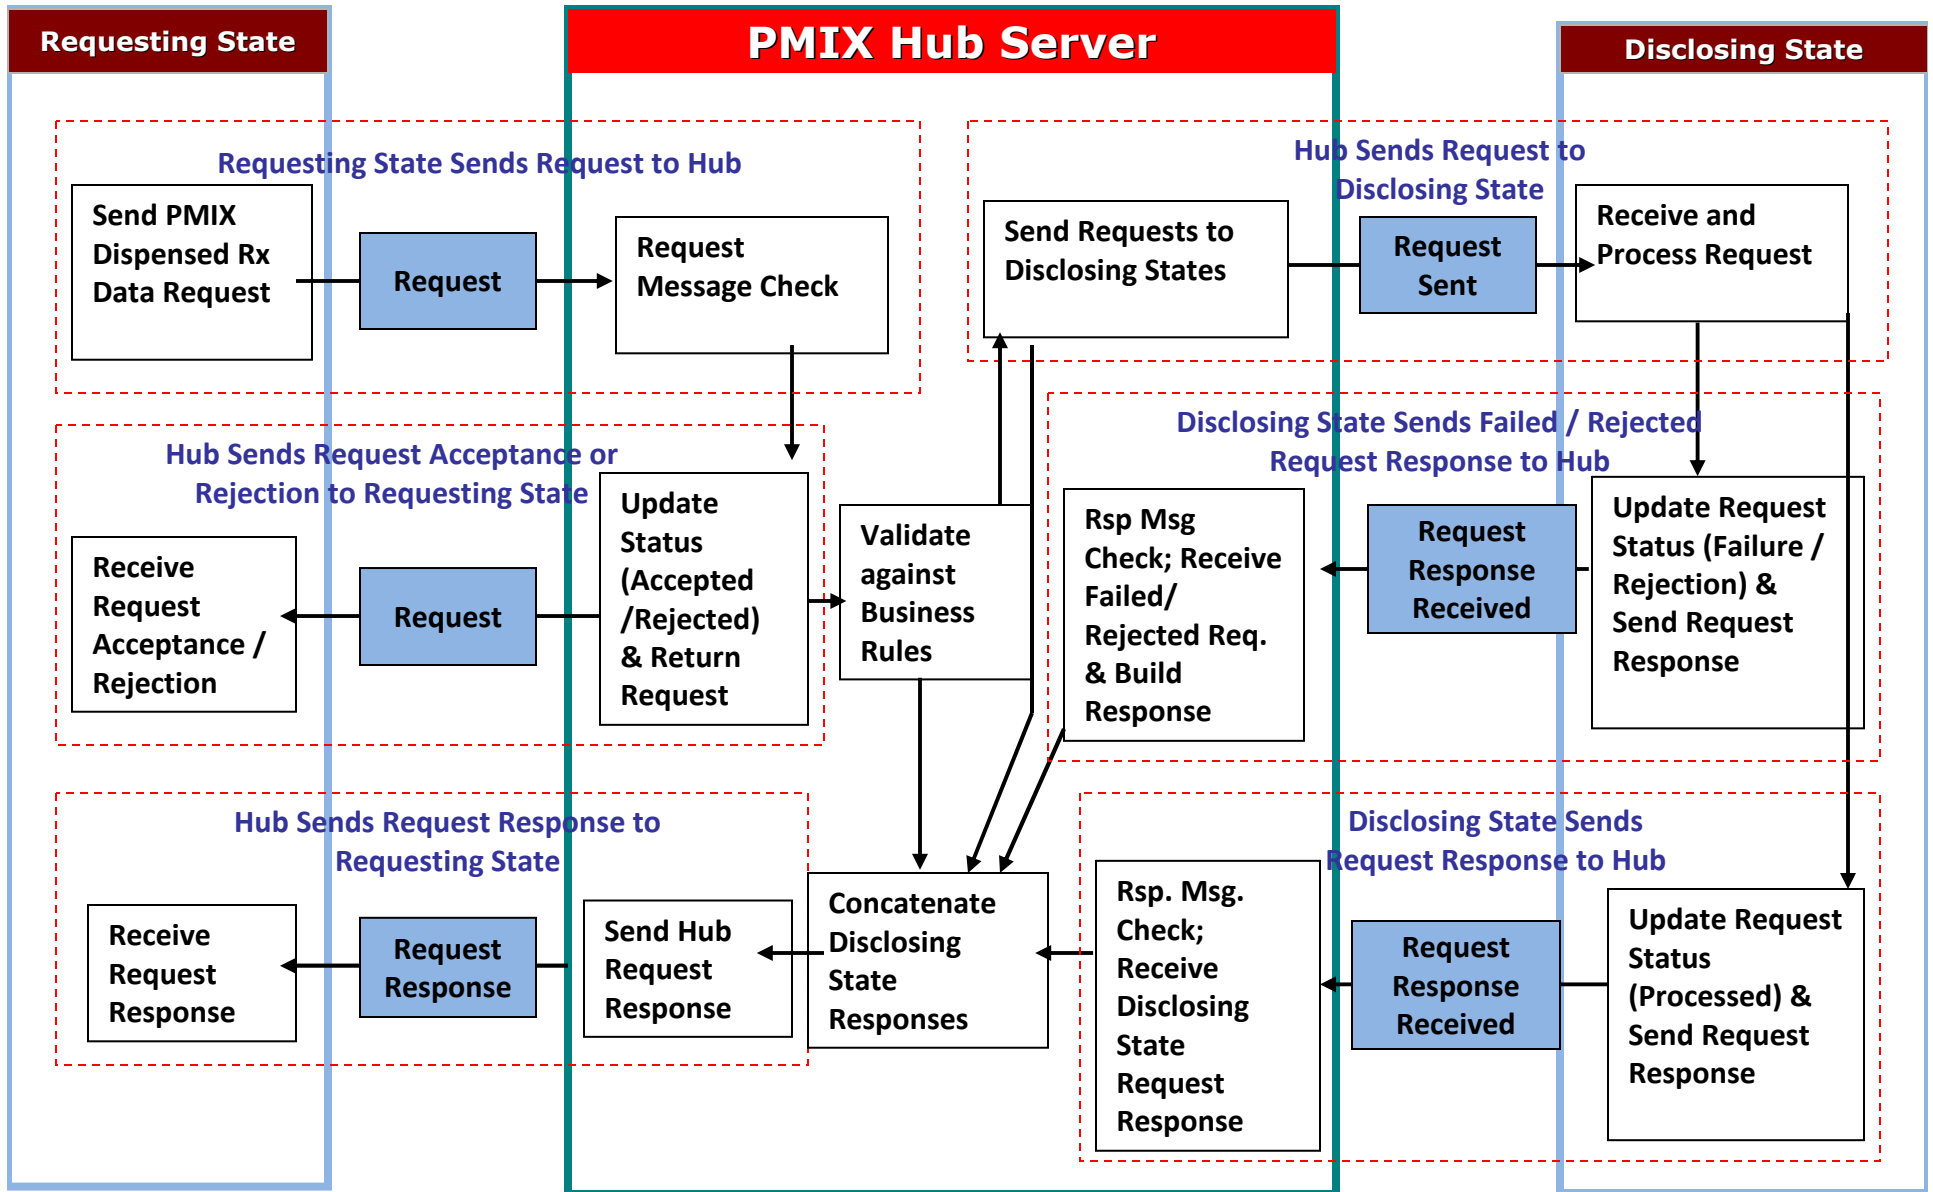 Requesting State
PMIX Hub Server
Disclosing State
Requesting State Sends Request to Hub
Send PMIX
Dispensed Rx
Data Request
Request
Request
Message Check
Hub Sends Request to
Disclosing State
Send Requests to
Disclosing States
Request
Sent
Receive and
Process Request
Hub Sends Request Acceptance or
Rejection to Requesting State
Receive
Request
Acceptance /
Rejection
Request
Update
Status
(Accepted
/Rejected)
& Return
Request
Validate
against
Business
Rules
Disclosing State Sends Failed / Rejected
Request Response to Hub
Rsp Msg
Check; Receive
Failed/
Rejected Req.
& Build
Response
Request
Response
Received
Update Request
Status (Failure /
Rejection) &
Send Request
Response
Hub Sends Request Response to
Requesting State
Receive
Request
Response
Request
Response
Send Hub
Request
Response
Concatenate
Disclosing
State
Responses
Disclosing State Sends
Request Response to Hub
Rsp. Msg.
Check;
Receive
Disclosing
State
Request
Response
Request
Response
Received
Update Request
Status
(Processed) &
Send Request
Response